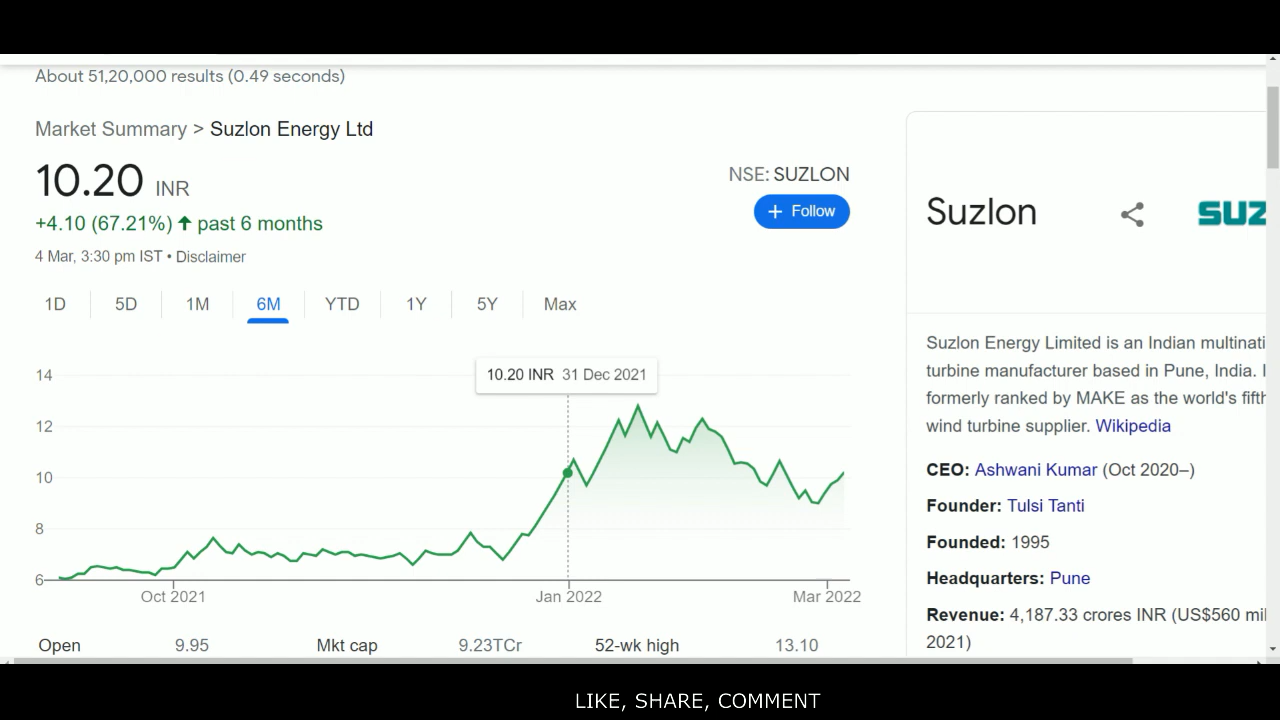 About 51,20,000 results (0.49 seconds)
Market Summary > Suzlon Energy Ltd
10.20 INR
+4.10 (67.21%) ↑ past 6 months
4 Mar, 3:30 pm IST • Disclaimer
NSE: SUZLON
+ Follow
1D 5D 1M 6M YTD 1Y 5Y Max
10.20 INR 31 Dec 2021
14
12
10
8
6
Oct 2021 Jan 2022 Mar 2022
Open 9.95 Mkt cap 9.23TCr 52-wk high 13.10
Suzlon
SUZ
Suzlon Energy Limited is an Indian multinati
turbine manufacturer based in Pune, India. I
formerly ranked by MAKE as the world's fifth
wind turbine supplier. Wikipedia
CEO: Ashwani Kumar (Oct 2020–)
Founder: Tulsi Tanti
Founded: 1995
Headquarters: Pune
Revenue: 4,187.33 crores INR (US$560 mil
2021)
LIKE, SHARE, COMMENT